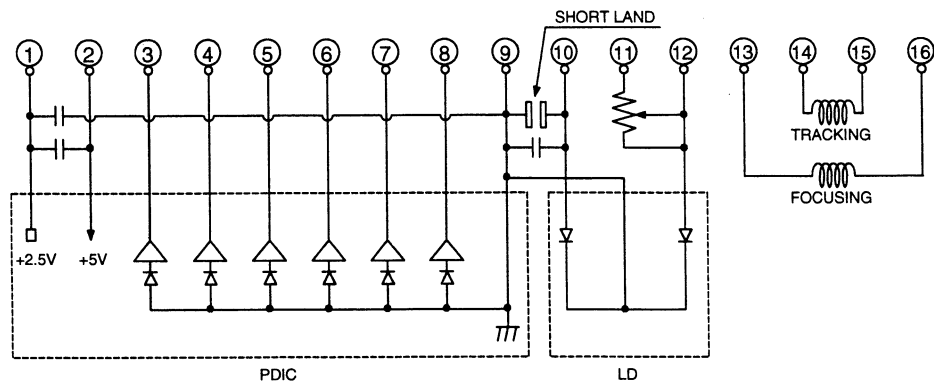 SHORT LAND
1 2 3 4 5 6 7 8 9 10 11 12 13 14 15 16
TRACKING
FOCUSING
+2.5V +5V
PDIC LD